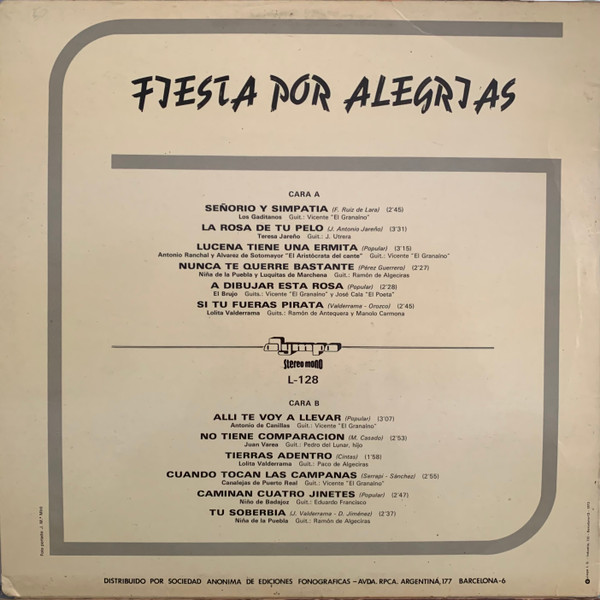 FIESTA POR ALEGRIAS
CARA A
SEÑORIO Y SIMPATIA (F. Ruiz de Lara) (2'45)
Los Gaditanos Guit.: Vicente "El Granaíno"
LA ROSA DE TU PELO (J. Antonio Jareño) (3'31)
Teresa Jareño Guit.: J. Utrera
LUCENA TIENE UNA ERMITA (Popular) (3'15)
Antonio Ranchal y Alvarez de Sotomayor "El Aristócrata del cante" Guit.: Vicente "El Granaíno"
NUNCA TE QUERRE BASTANTE (Pérez Guerrero) (2'27)
Niña de la Puebla y Luquitas de Marchena Guit.: Ramón de Algeciras
A DIBUJAR ESTA ROSA (Popular) (2'28)
El Brujo Guits.: Vicente "El Granaíno" y José Cala "El Poeta"
SI TU FUERAS PIRATA (Valderrama - Orozco) (2'45)
Lolita Valderrama Guits.: Ramón de Antequera y Manolo Carmona
Olympo
stereo mono
L-128
CARA B
ALLI TE VOY A LLEVAR (Popular) (3'07)
Antonio de Canillas Guit.: Vicente "El Granaíno"
NO TIENE COMPARACION (M. Casado) (2'53)
Juan Varea Guit.: Pedro del Lunar, hijo
TIERRAS ADENTRO (Cintas) (1'58)
Lolita Valderrama Guit.: Paco de Algeciras
CUANDO TOCAN LAS CAMPANAS (Serrapi - Sánchez) (2'55)
Canalejas de Puerto Real Guit.: Vicente "El Granaíno"
CAMINAN CUATRO JINETES (Popular) (2'47)
Niño de Badajoz Guit.: Eduardo Francisco
TU SOBERBIA (J. Valderrama - D. Jiménez) (2'37)
Niña de la Puebla Guit.: Ramón de Algeciras
Foto portada: J. M.ª Miró
DISTRIBUIDO POR SOCIEDAD ANONIMA DE EDICIONES FONOGRAFICAS – AVDA. RPCA. ARGENTINÁ, 177 BARCELONA-6